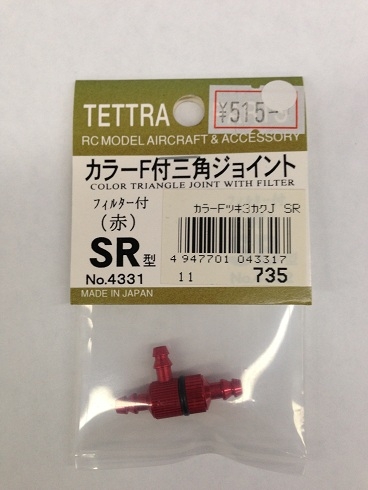 TETTRA
¥515-
RC MODEL AIRCRAFT & ACCESSORY
カラーF付三角ジョイント
COLOR TRIANGLE JOINT WITH FILTER
フィルター付
(赤)
SR型
No.4331
MADE IN JAPAN
カラーFツキ3カクJ SR
4 947701 043317
11 735